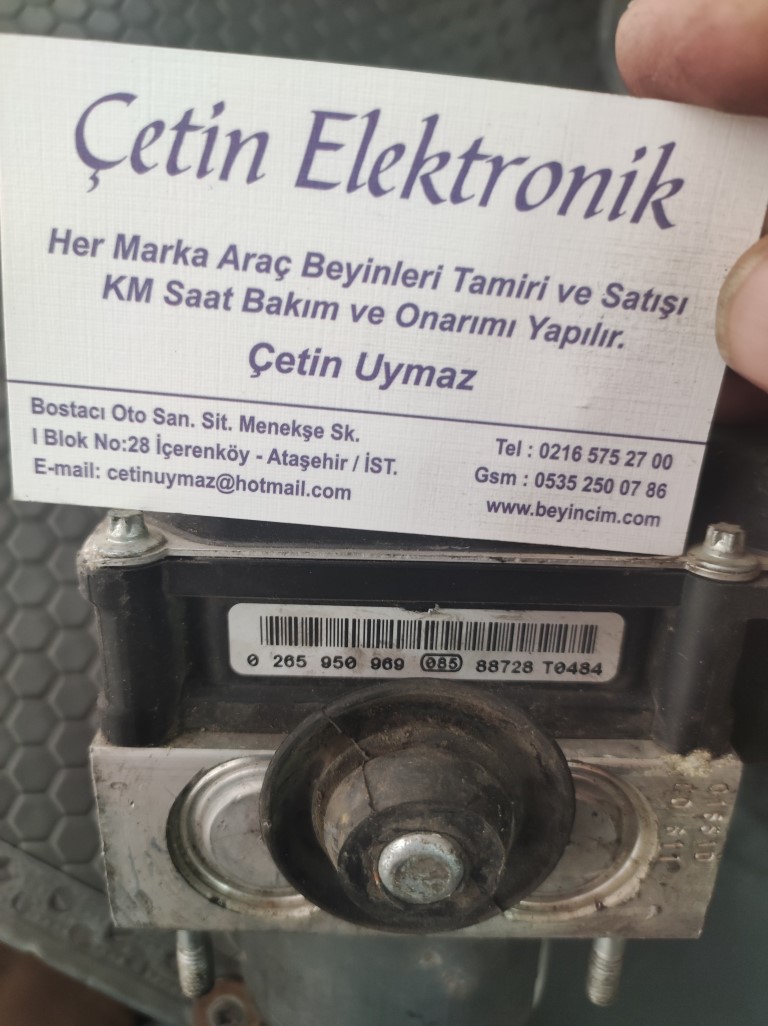 Çetin Elektronik
Her Marka Araç Beyinleri Tamiri ve Satışı
KM Saat Bakım ve Onarımı Yapılır.
Çetin Uymaz
Bostacı Oto San. Sit. Menekşe Sk.
I Blok No:28 İçerenköy - Ataşehir / İST.
E-mail: cetinuymaz@hotmail.com
Tel : 0216 575 27 00
Gsm : 0535 250 07 86
www.beyincim.com
0 265 950 969 085 88728 T0484